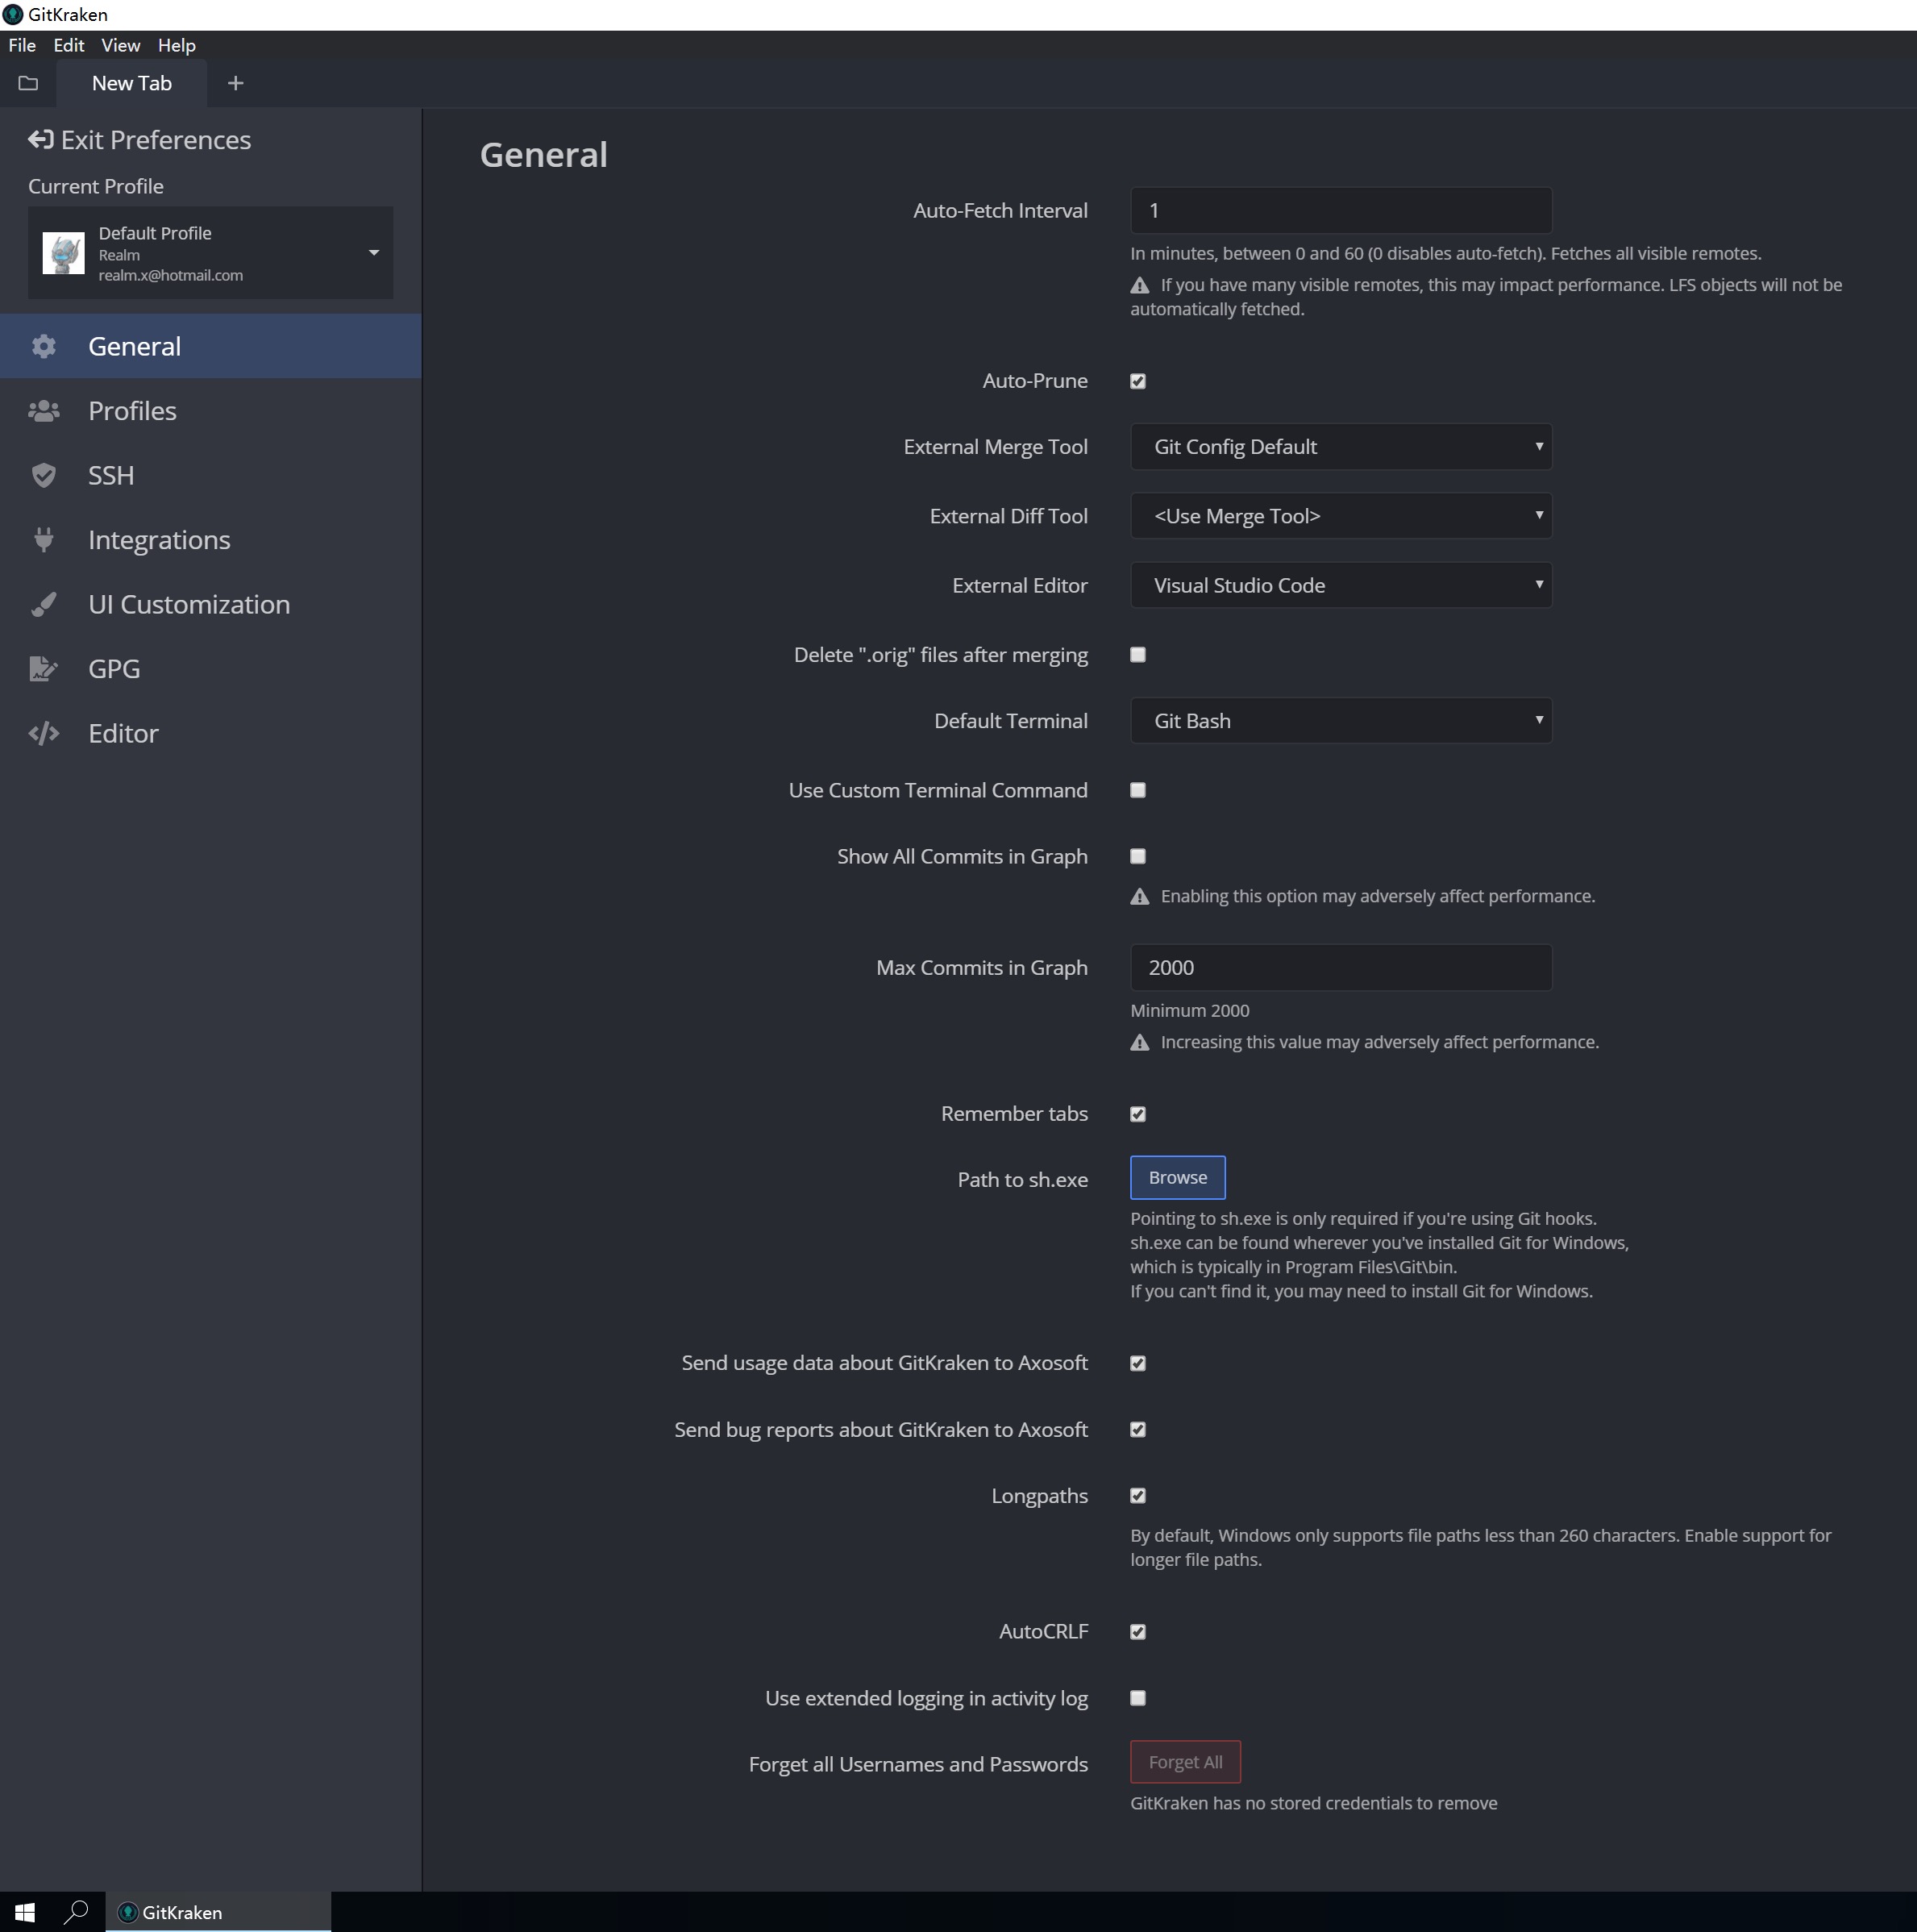 GitKraken
File Edit View Help
New Tab +
Exit Preferences
Current Profile
Default Profile
Realm
realm.x@hotmail.com
General
Profiles
SSH
Integrations
UI Customization
GPG
Editor
General
Auto-Fetch Interval 1
In minutes, between 0 and 60 (0 disables auto-fetch). Fetches all visible remotes.
If you have many visible remotes, this may impact performance. LFS objects will not be
automatically fetched.
Auto-Prune
External Merge Tool Git Config Default
External Diff Tool <Use Merge Tool>
External Editor Visual Studio Code
Delete ".orig" files after merging
Default Terminal Git Bash
Use Custom Terminal Command
Show All Commits in Graph
Enabling this option may adversely affect performance.
Max Commits in Graph 2000
Minimum 2000
Increasing this value may adversely affect performance.
Remember tabs
Path to sh.exe Browse
Pointing to sh.exe is only required if you're using Git hooks.
sh.exe can be found wherever you've installed Git for Windows,
which is typically in Program Files\Git\bin.
If you can't find it, you may need to install Git for Windows.
Send usage data about GitKraken to Axosoft
Send bug reports about GitKraken to Axosoft
Longpaths
By default, Windows only supports file paths less than 260 characters. Enable support for
longer file paths.
AutoCRLF
Use extended logging in activity log
Forget all Usernames and Passwords Forget All
GitKraken has no stored credentials to remove
GitKraken